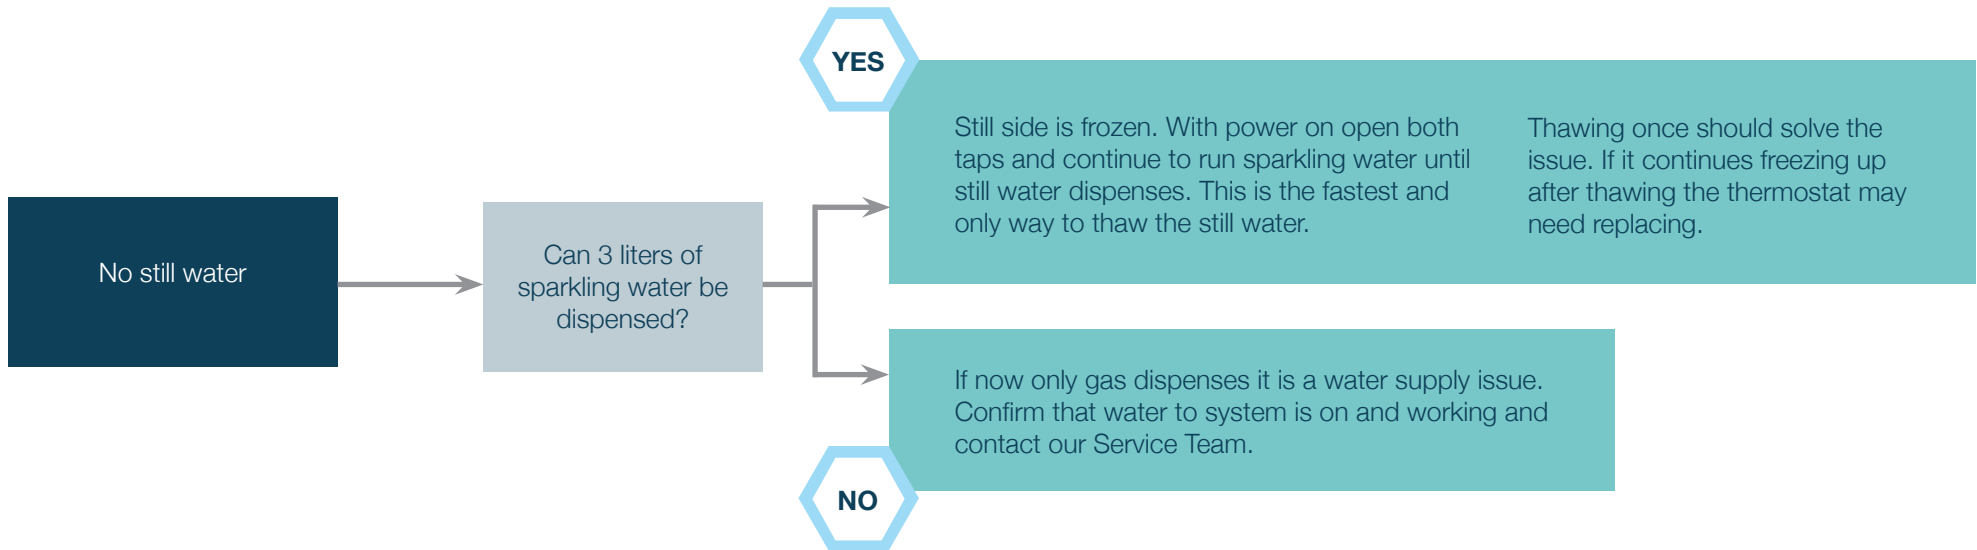 No still water
Can 3 liters of
sparkling water be
dispensed?
YES
Still side is frozen. With power on open both
taps and continue to run sparkling water until
still water dispenses. This is the fastest and
only way to thaw the still water.
Thawing once should solve the
issue. If it continues freezing up
after thawing the thermostat may
need replacing.
If now only gas dispenses it is a water supply issue.
Confirm that water to system is on and working and
contact our Service Team.
NO